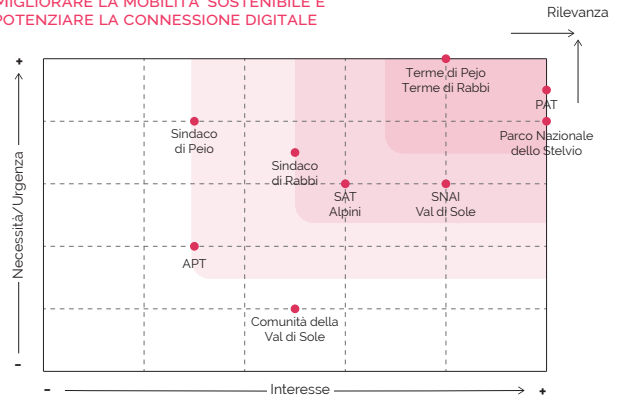 MIGLIORARE LA MOBILITÀ SOSTENIBILE E
POTENZIARE LA CONNESSIONE DIGITALE
Rilevanza
+
Terme di Pejo
Terme di Rabbi
PAT
Sindaco
di Peio
Parco Nazionale
dello Stelvio
Sindaco
di Rabbi
SAT
Alpini
SNAI
Val di Sole
Necessità/Urgenza
APT
Comunità della
Val di Sole
-
- Interesse +